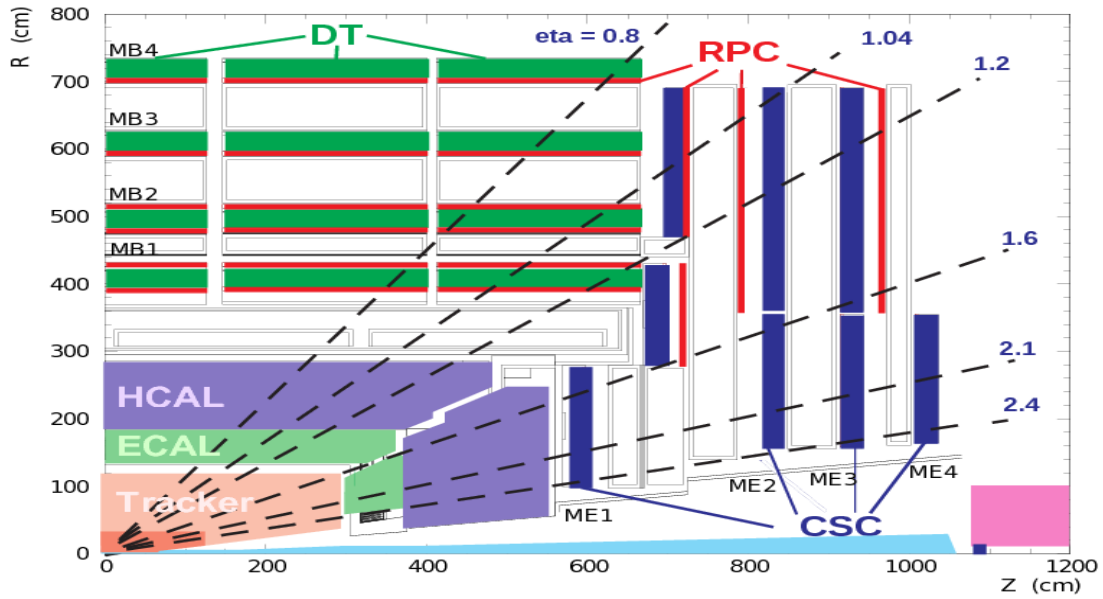 R (cm)
800
700
600
500
400
300
200
100
0
MB4
MB3
MB2
MB1
DT
eta = 0.8
1.04
RPC
1.2
1.6
2.1
2.4
HCAL
ECAL
Tracker
ME1
ME2
ME3
ME4
CSC
0
200
400
600
800
1000
1200
Z (cm)